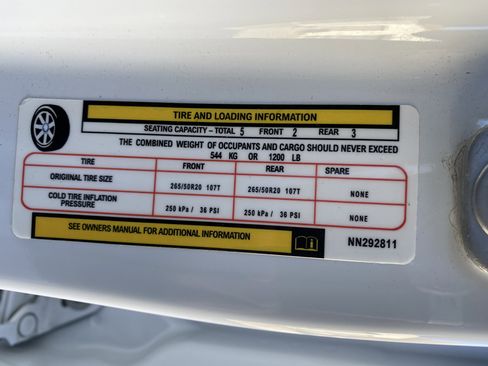 TIRE AND LOADING INFORMATION
SEATING CAPACITY – TOTAL 5 FRONT 2 REAR 3
THE COMBINED WEIGHT OF OCCUPANTS AND CARGO SHOULD NEVER EXCEED
544 KG OR 1200 LB
TIRE FRONT REAR SPARE
ORIGINAL TIRE SIZE 265/50R20 107T 265/50R20 107T NONE
COLD TIRE INFLATION PRESSURE 250 kPa / 36 PSI 250 kPa / 36 PSI NONE
SEE OWNERS MANUAL FOR ADDITIONAL INFORMATION
NN292811